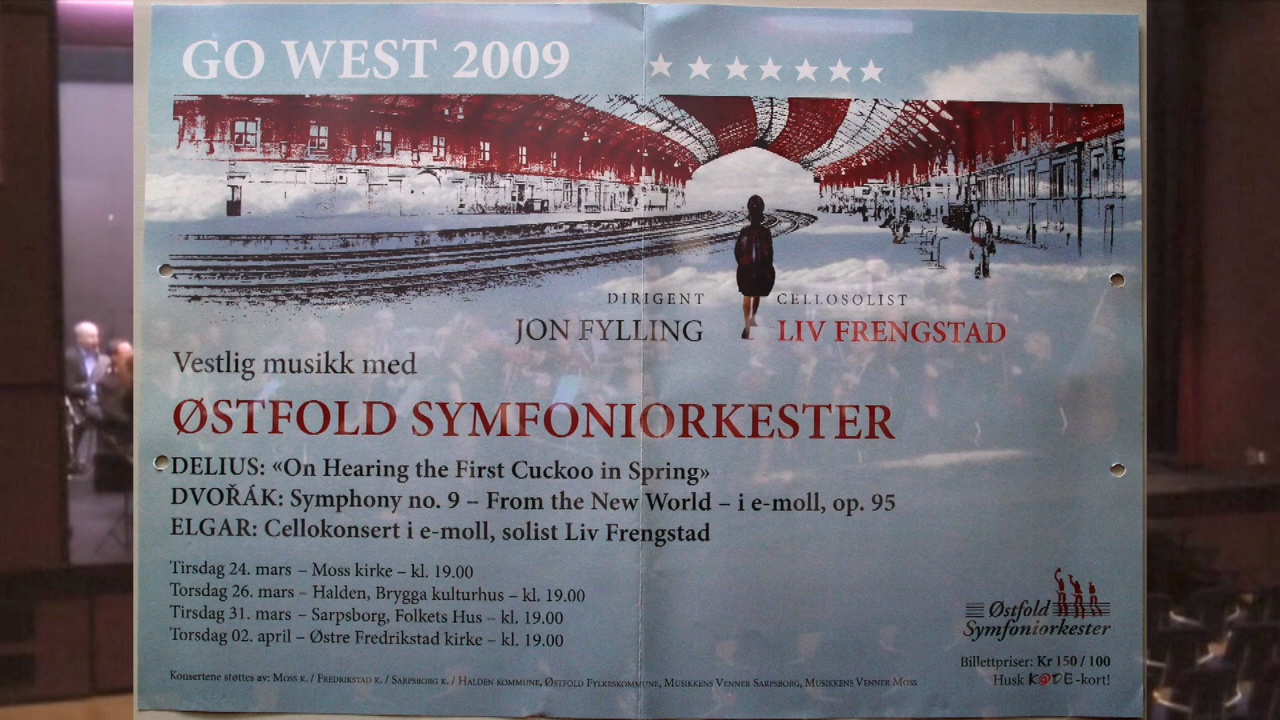 GO WEST 2009 ★★★★★★★
DIRIGENT CELLOSOLIST
JON FYLLING LIV FRENGSTAD
Vestlig musikk med
ØSTFOLD SYMFONIORKESTER
DELIUS: «On Hearing the First Cuckoo in Spring»
DVOŘÁK: Symphony no. 9 – From the New World – i e-moll, op. 95
ELGAR: Cellokonsert i e-moll, solist Liv Frengstad
Tirsdag 24. mars – Moss kirke – kl. 19.00
Torsdag 26. mars – Halden, Brygga kulturhus – kl. 19.00
Tirsdag 31. mars – Sarpsborg, Folkets Hus – kl. 19.00
Torsdag 02. april – Østre Fredrikstad kirke – kl. 19.00
Konsertene støttes av: Moss k. / Fredrikstad k. / Sarpsborg k. / Halden kommune, Østfold Fylkeskommune, Musikkens Venner Sarpsborg, Musikkens Venner Moss
Østfold
Symfoniorkester
Billettpriser: Kr 150 / 100
Husk K@DE-kort!